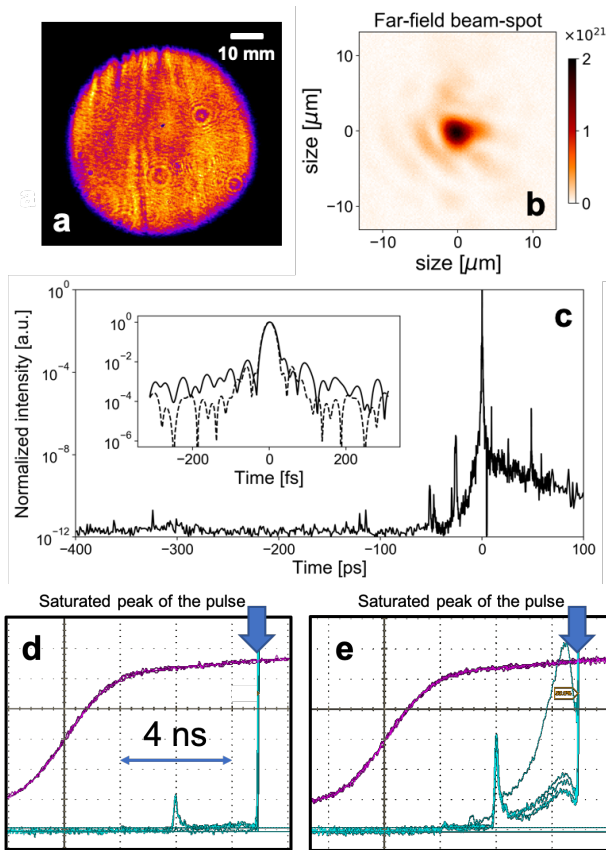 10 mm
a
Far-field beam-spot
×10²¹
size [μm]
10
0
−10
−10
0
10
size [μm]
2
1
0
b
c
Normalized intensity [a.u.]
10⁰
10⁻⁴
10⁻⁸
10⁻¹²
−400
−300
−200
−100
0
100
Time [ps]
10⁰
10⁻²
10⁻⁴
10⁻⁶
−200
0
200
Time [fs]
Saturated peak of the pulse
d
4 ns
Saturated peak of the pulse
e